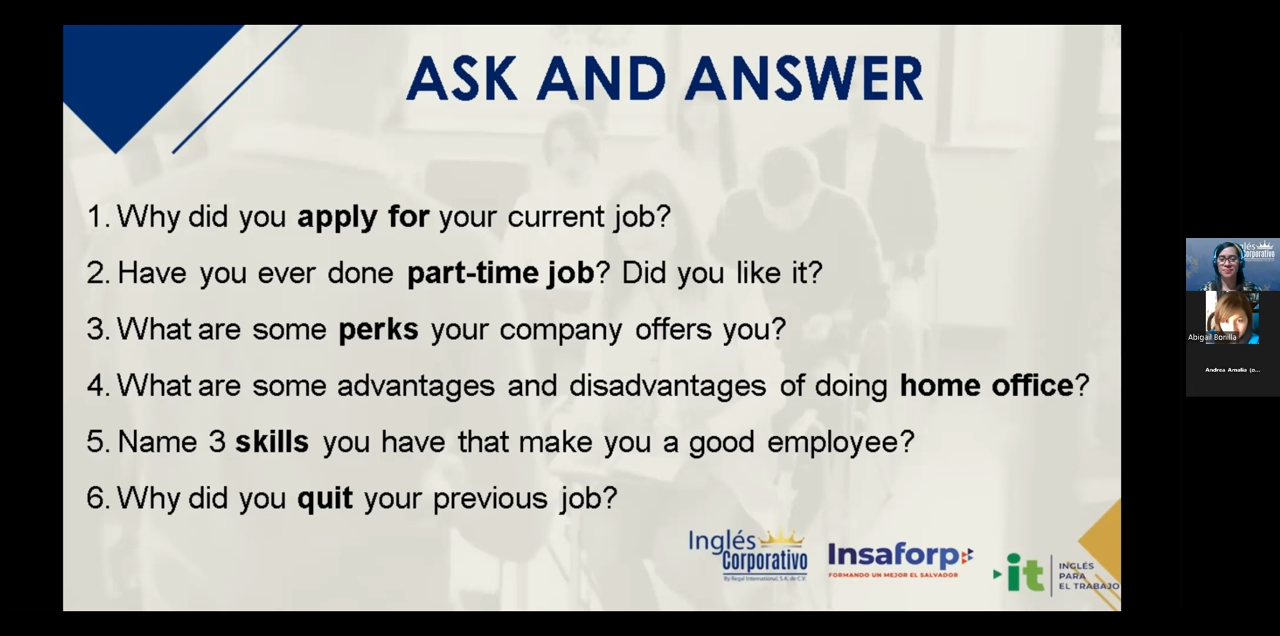 ASK AND ANSWER
1. Why did you apply for your current job?
2. Have you ever done part-time job? Did you like it?
3. What are some perks your company offers you?
4. What are some advantages and disadvantages of doing home office?
5. Name 3 skills you have that make you a good employee?
6. Why did you quit your previous job?
Inglés
Corporativo
By Regal International, S.A. de C.V.
Insaforp
FORMANDO UN MEJOR EL SALVADOR
it
INGLÉS
PARA
EL TRABAJO
Abigail Bonilla
Andrea Amalia (o...